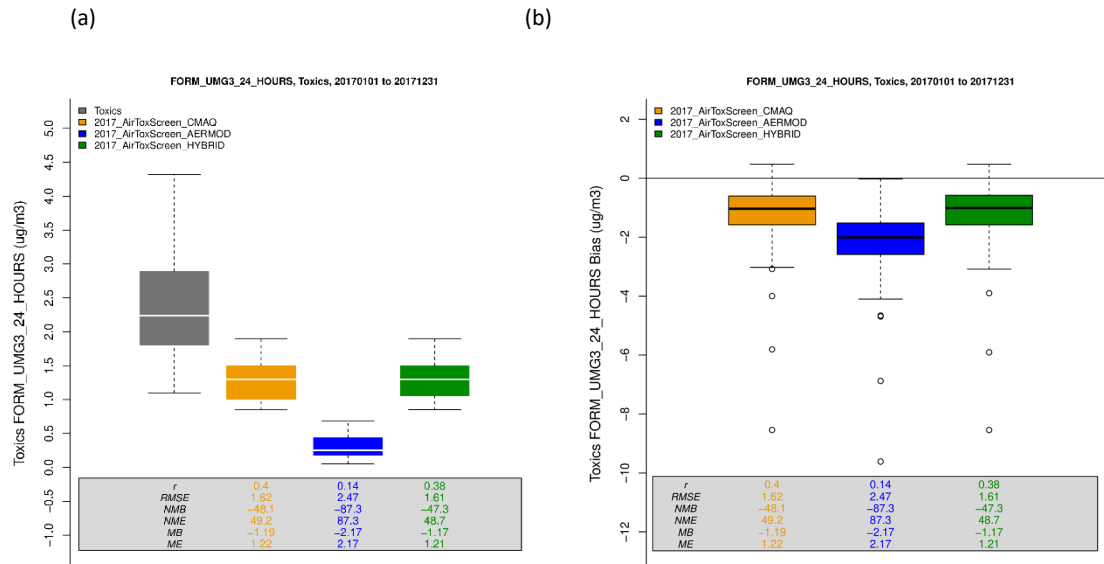 (a)
FORM_UMG3_24_HOURS, Toxics, 20170101 to 20171231
Toxics
2017_AirToxScreen_CMAQ
2017_AirToxScreen_AERMOD
2017_AirToxScreen_HYBRID
Toxics FORM_UMG3_24_HOURS (ug/m3)
5.0
4.5
4.0
3.5
3.0
2.5
2.0
1.5
1.0
0.5
0.0
−0.5
−1.0
r 0.4 0.14 0.38
RMSE 1.62 2.47 1.61
NMB −48.1 −87.3 −47.3
NME 49.2 87.3 48.7
MB −1.19 −2.17 −1.17
ME 1.22 2.17 1.21
(b)
FORM_UMG3_24_HOURS, Toxics, 20170101 to 20171231
2017_AirToxScreen_CMAQ
2017_AirToxScreen_AERMOD
2017_AirToxScreen_HYBRID
Toxics FORM_UMG3_24_HOURS Bias (ug/m3)
2
0
−2
−4
−6
−8
−10
−12
r 0.4 0.14 0.38
RMSE 1.62 2.47 1.61
NMB −48.1 −87.3 −47.3
NME 49.2 87.3 48.7
MB −1.19 −2.17 −1.17
ME 1.22 2.17 1.21